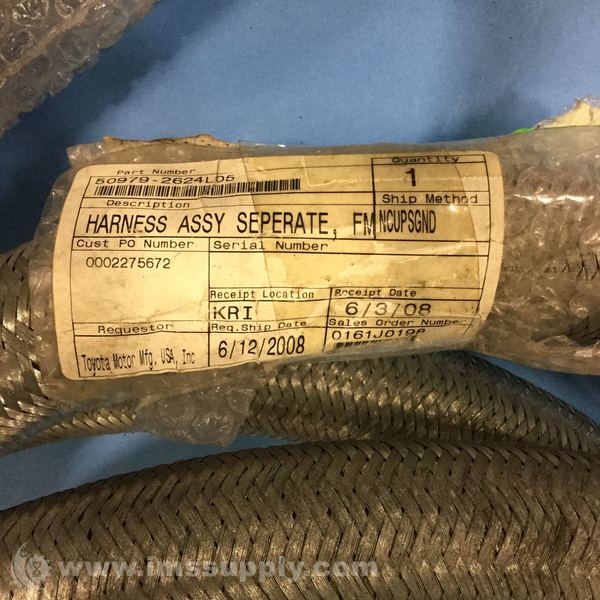 Part Number
50979-2624L05
Quantity
1
Description
Ship Method
HARNESS ASSY SEPERATE, FM
NCUPSGND
Cust PO Number
Serial Number
0002275672
Receipt Location
Receipt Date
KRI
6/3/08
Requestor
Req.Ship Date
Sales Order Number
Toyota Motor Mfg. USA, Inc
6/12/2008
www.imssupply.com